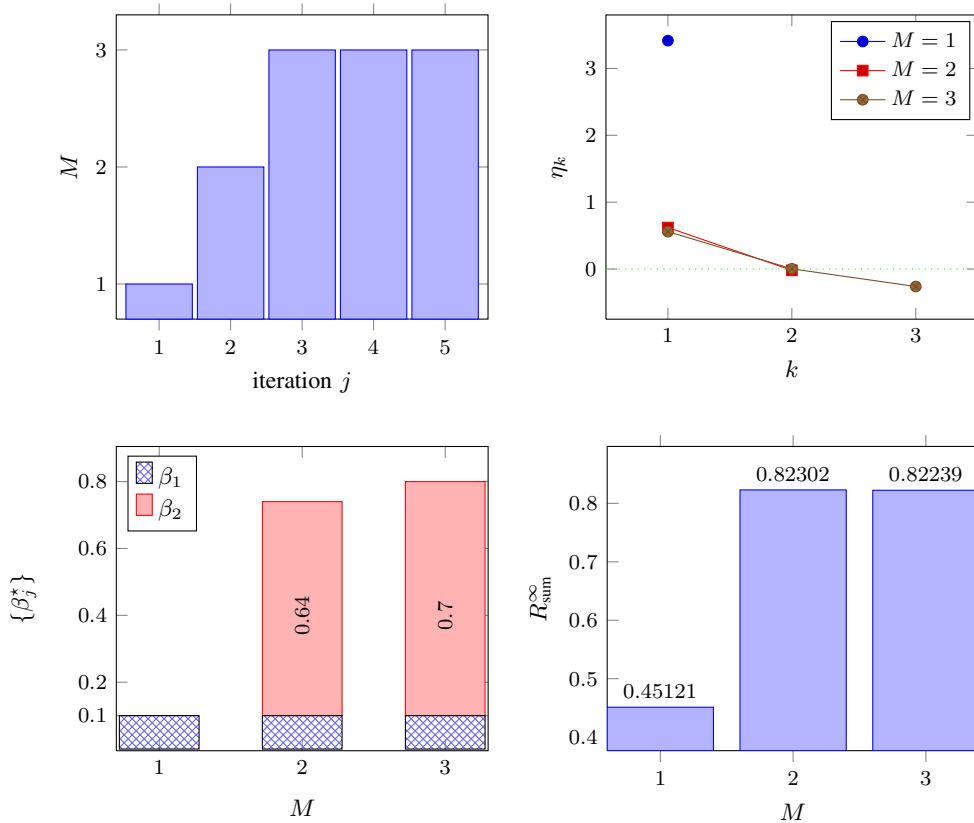 3
2
1
M
1 2 3 4 5
iteration j
3
2
1
0
η_k
1 2 3
k
M = 1
M = 2
M = 3
0.8
0.6
0.4
0.2
0.1
{β_j^⋆}
β_1
β_2
0.64
0.7
1 2 3
M
0.8
0.7
0.6
0.5
0.4
R_sum^∞
0.45121
0.82302
0.82239
1 2 3
M